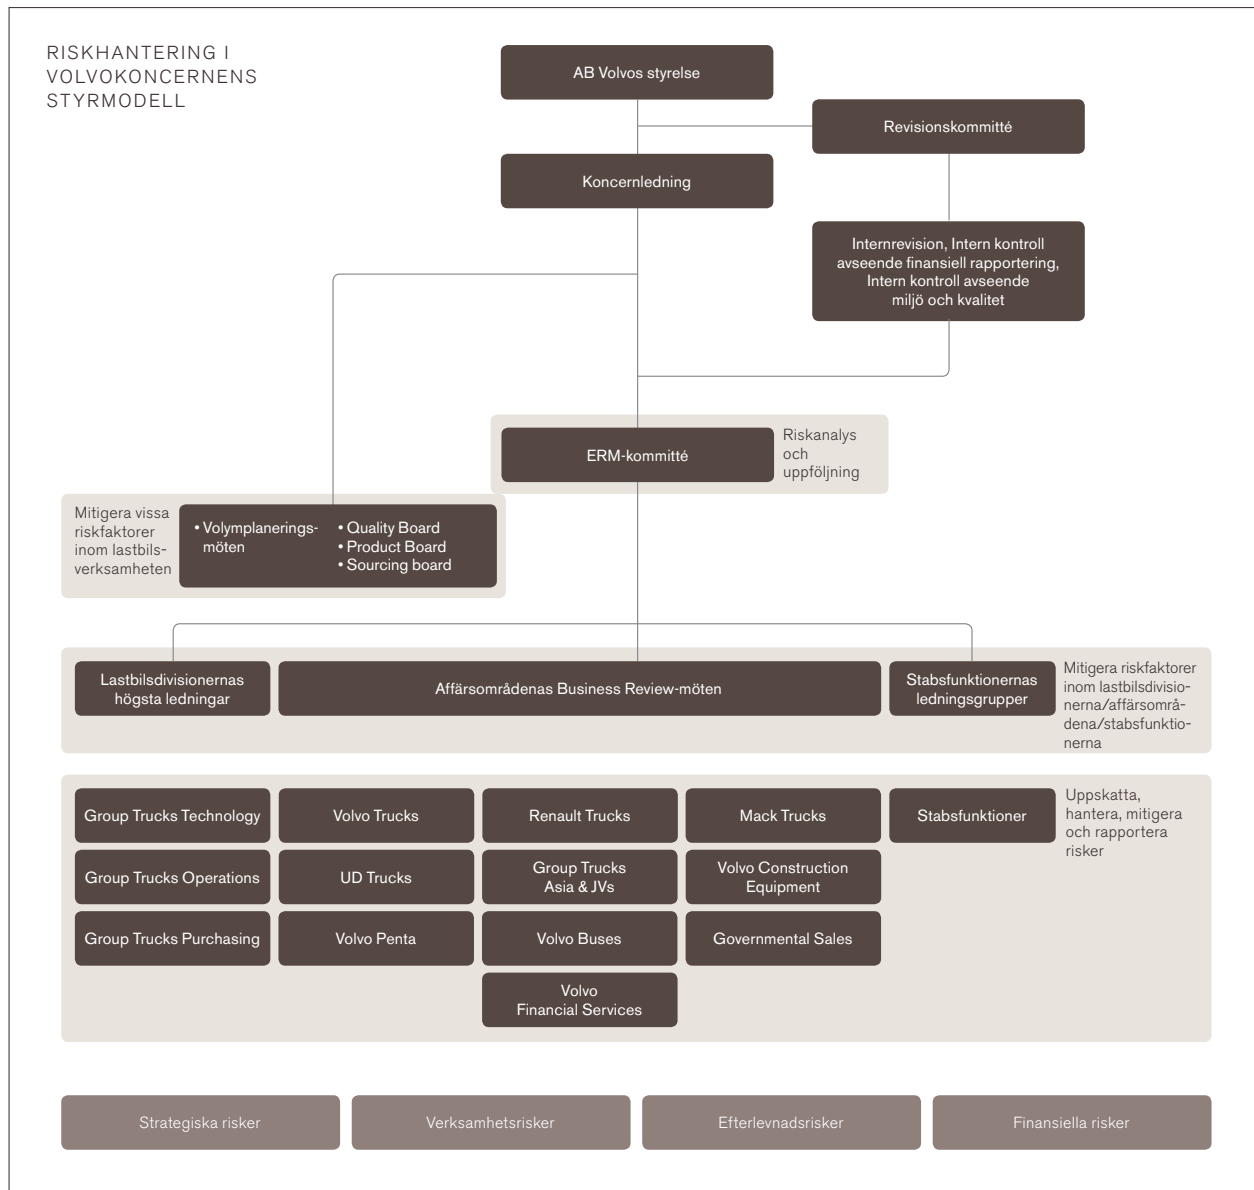 RISKHANTERING I
VOLVOKONCERNENS
STYRMODELL
AB Volvos styrelse
Revisionskommitté
Koncernledning
Internrevision, Intern kontroll
avseende finansiell rapportering,
Intern kontroll avseende
miljö och kvalitet
ERM-kommitté
Riskanalys
och
uppföljning
Mitigera vissa
riskfaktorer
inom lastbils-
verksamheten
• Volymplanerings-
möten
• Quality Board
• Product Board
• Sourcing board
Lastbilsdivisionernas
högsta ledningar
Affärsområdenas Business Review-möten
Stabsfunktionernas
ledningsgrupper
Mitigera riskfaktorer
inom lastbilsdivisio-
nerna/affärsområ-
dena/stabsfunktio-
nerna
Group Trucks Technology
Volvo Trucks
Renault Trucks
Mack Trucks
Stabsfunktioner
Uppskatta,
hantera, mitigera
och rapportera
risker
Group Trucks Operations
UD Trucks
Group Trucks
Asia & JVs
Volvo Construction
Equipment
Group Trucks Purchasing
Volvo Penta
Volvo Buses
Governmental Sales
Volvo
Financial Services
Strategiska risker
Verksamhetsrisker
Efterlevnadsrisker
Finansiella risker